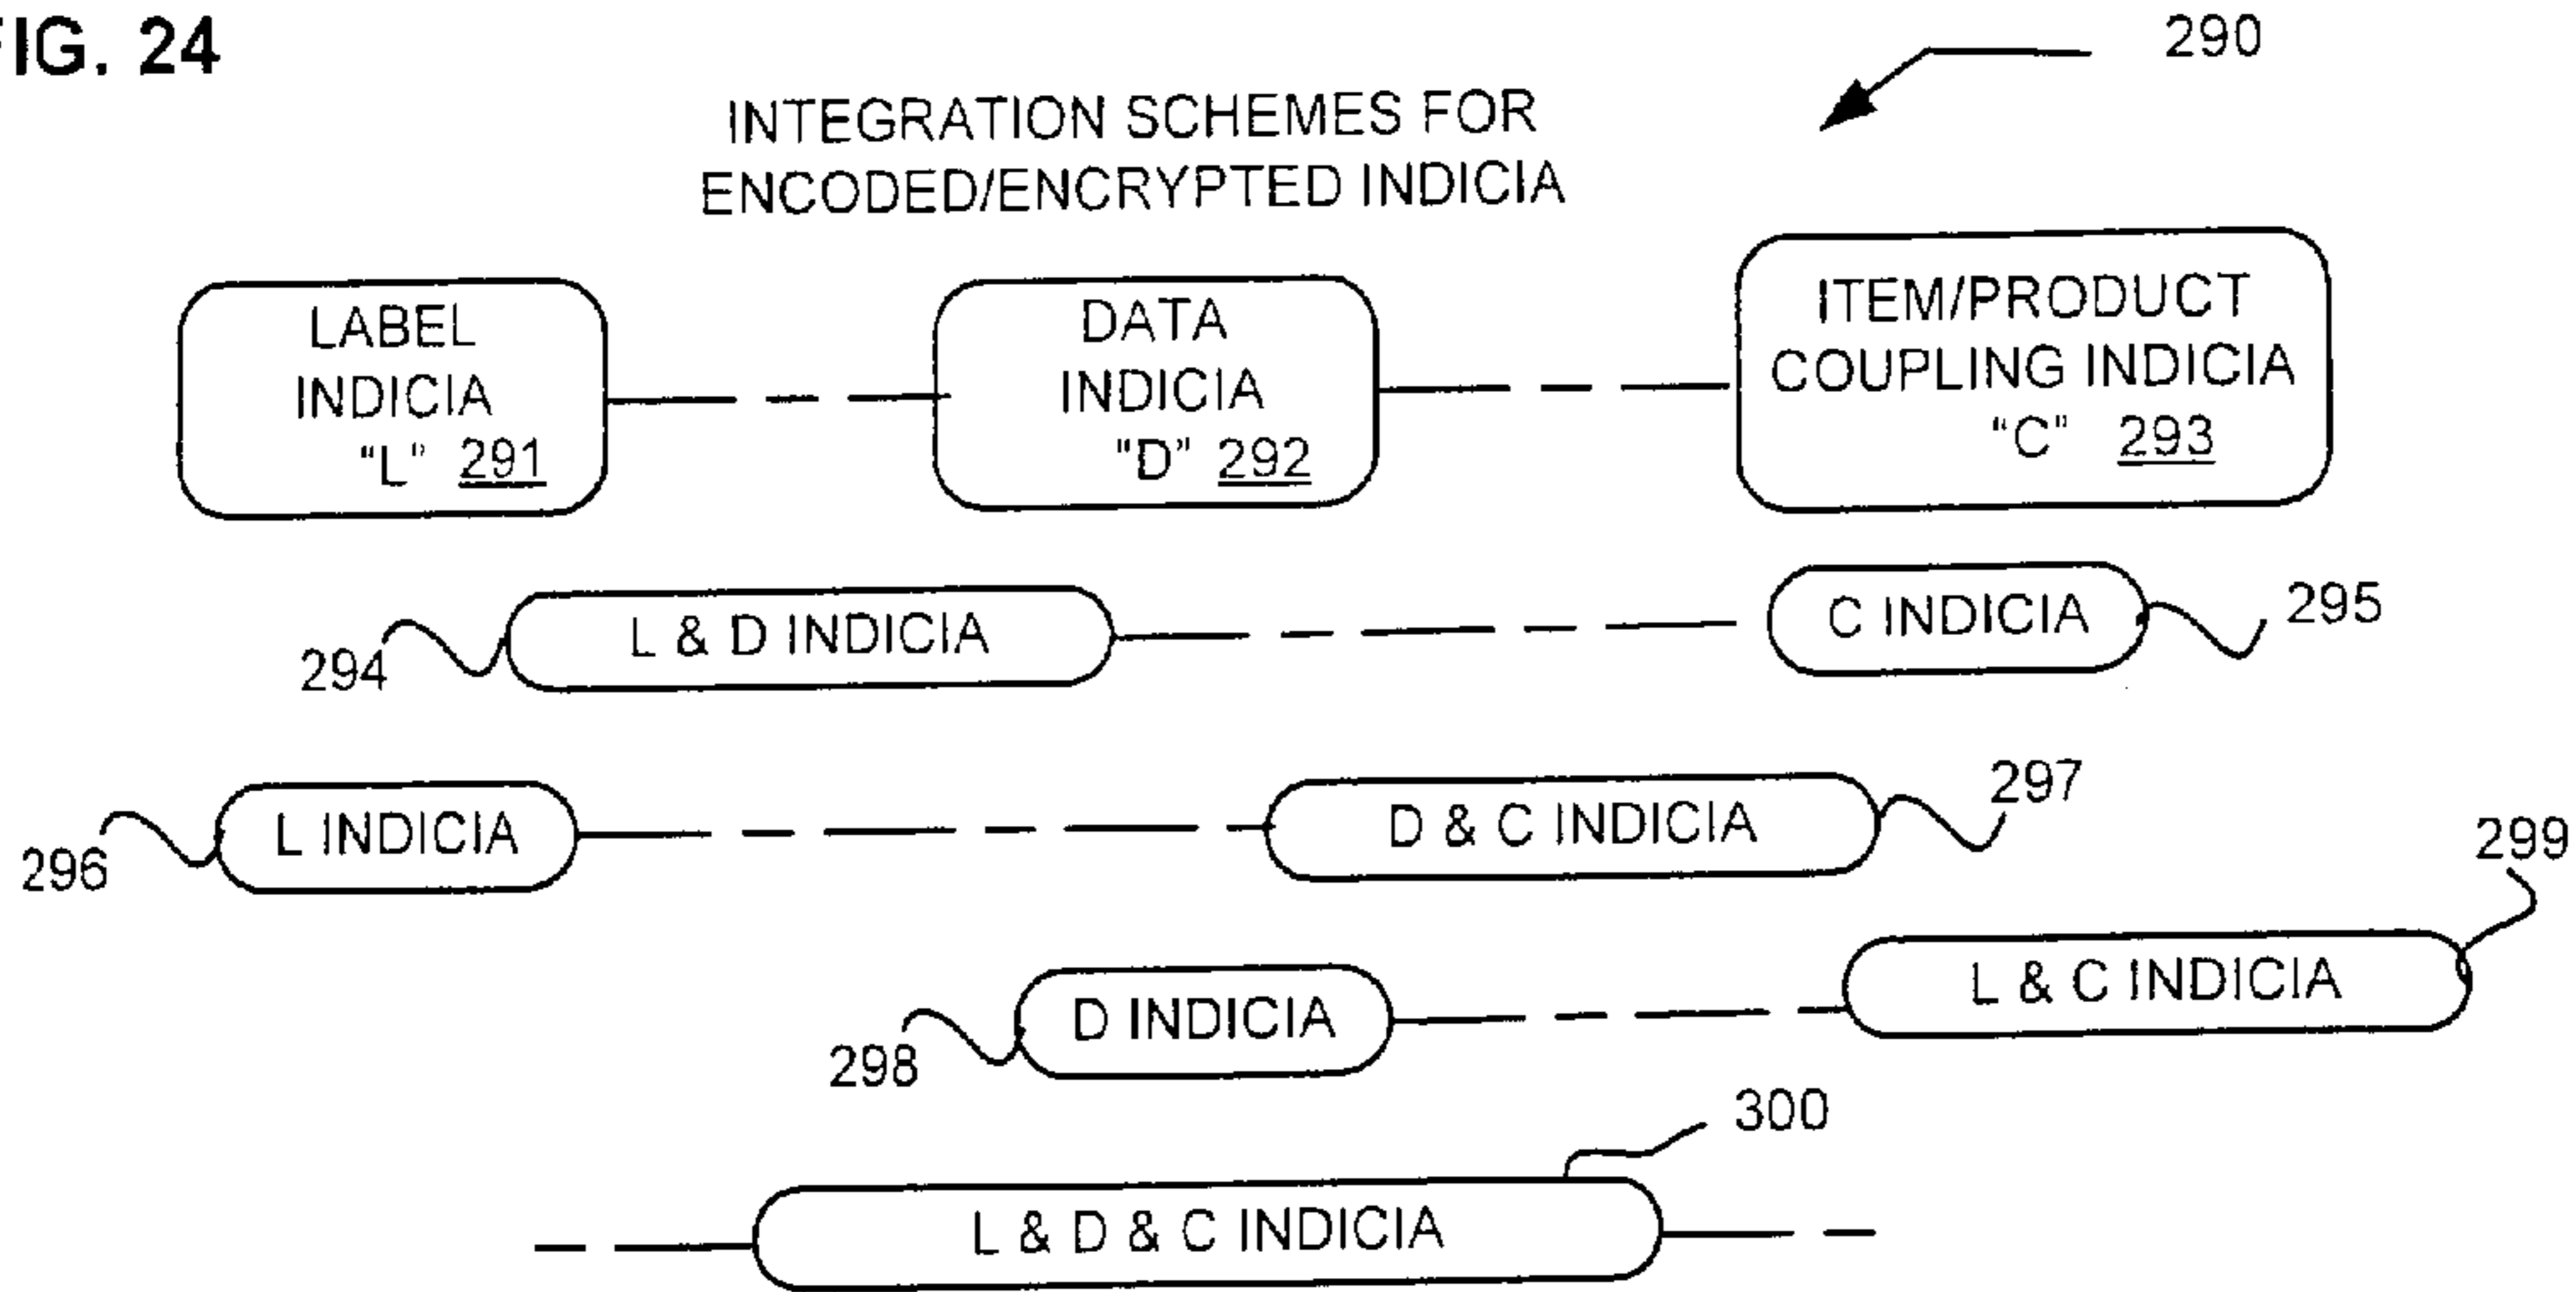 FIG. 24
290
INTEGRATION SCHEMES FOR
ENCODED/ENCRYPTED INDICIA
LABEL
INDICIA
"L" 291
DATA
INDICIA
"D" 292
ITEM/PRODUCT
COUPLING INDICIA
"C" 293
294
L & D INDICIA
C INDICIA
295
296
L INDICIA
D & C INDICIA
297
298
D INDICIA
L & C INDICIA
299
300
L & D & C INDICIA